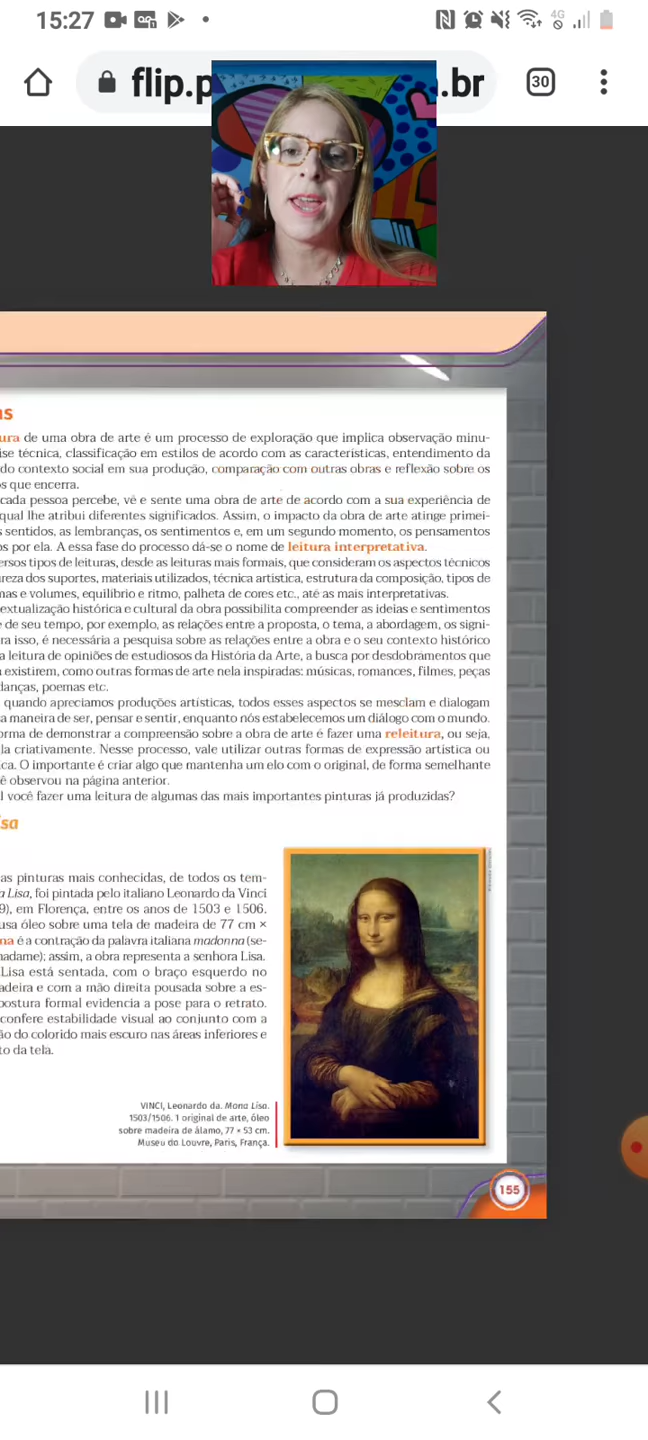 15:27
4G
flip.p
.br
30
as
ura de uma obra de arte é um processo de exploração que implica observação minu-
ise técnica, classificação em estilos de acordo com as características, entendimento da
do contexto social em sua produção, comparação com outras obras e reflexão sobre os
os que encerra.
cada pessoa percebe, vê e sente uma obra de arte de acordo com a sua experiência de
qual lhe atribui diferentes significados. Assim, o impacto da obra de arte atinge primei-
s sentidos, as lembranças, os sentimentos e, em um segundo momento, os pensamentos
os por ela. A essa fase do processo dá-se o nome de leitura interpretativa.
ersos tipos de leituras, desde as leituras mais formais, que consideram os aspectos técnicos
ureza dos suportes, materiais utilizados, técnica artística, estrutura da composição, tipos de
mas e volumes, equilíbrio e ritmo, palheta de cores etc., até as mais interpretativas.
extualização histórica e cultural da obra possibilita compreender as ideias e sentimentos
e de seu tempo, por exemplo, as relações entre a proposta, o tema, a abordagem, os signi-
ra isso, é necessária a pesquisa sobre as relações entre a obra e o seu contexto histórico
a leitura de opiniões de estudiosos da História da Arte, a busca por desdobramentos que
a existirem, como outras formas de arte nela inspiradas: músicas, romances, filmes, peças
danças, poemas etc.
quando apreciamos produções artísticas, todos esses aspectos se mesclam e dialogam
a maneira de ser, pensar e sentir, enquanto nós estabelecemos um diálogo com o mundo.
orma de demonstrar a compreensão sobre a obra de arte é fazer uma releitura, ou seja,
la criativamente. Nesse processo, vale utilizar outras formas de expressão artística ou
ica. O importante é criar algo que mantenha um elo com o original, de forma semelhante
cê observou na página anterior.
l você fazer uma leitura de algumas das mais importantes pinturas já produzidas?
isa
as pinturas mais conhecidas, de todos os tem-
a Lisa, foi pintada pelo italiano Leonardo da Vinci
9), em Florença, entre os anos de 1503 e 1506.
usa óleo sobre uma tela de madeira de 77 cm ×
na é a contração da palavra italiana madonna (se-
madame); assim, a obra representa a senhora Lisa.
Lisa está sentada, com o braço esquerdo no
adeira e com a mão direita pousada sobre a es-
postura formal evidencia a pose para o retrato.
confere estabilidade visual ao conjunto com a
ão do colorido mais escuro nas áreas inferiores e
to da tela.
VINCI, Leonardo da. Mona Lisa.
1503/1506. 1 original de arte, óleo
sobre madeira de álamo, 77 × 53 cm.
Museu do Louvre, Paris, França.
155